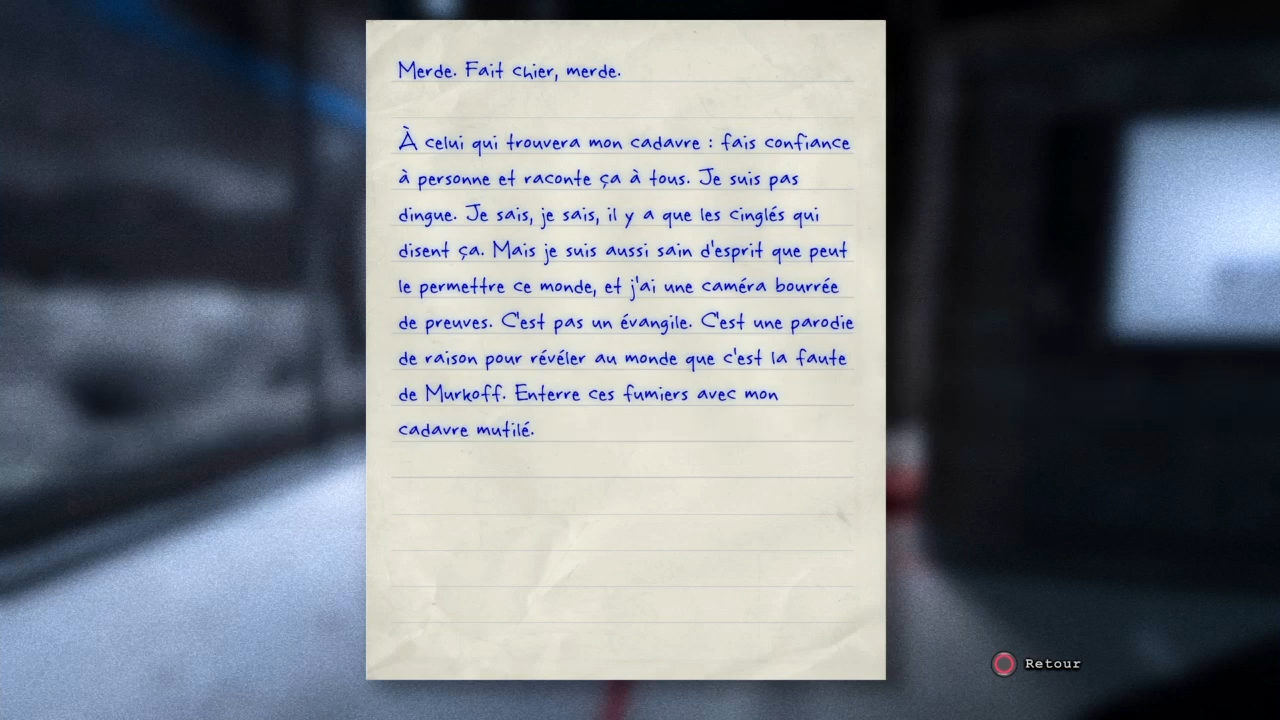 Merde. Fait chier, merde.
À celui qui trouvera mon cadavre : fais confiance
à personne et raconte ça à tous. Je suis pas
dingue. Je sais, je sais, il y a que les cinglés qui
disent ça. Mais je suis aussi sain d'esprit que peut
le permettre ce monde, et j'ai une caméra bourrée
de preuves. C'est pas un évangile. C'est une parodie
de raison pour révéler au monde que c'est la faute
de Murkoff. Enterre ces fumiers avec mon
cadavre mutilé.
Retour